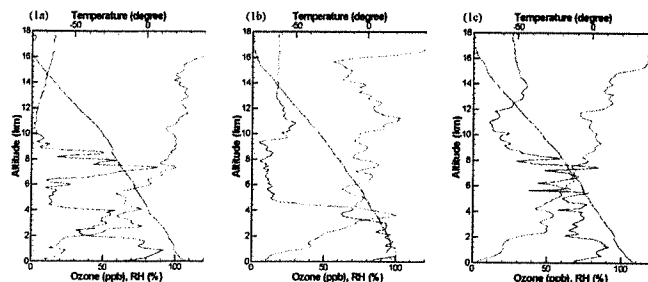 (1a)
Temperature (degree)
-50 0
Altitude (km)
18
16
14
12
10
8
6
4
2
0
0 50 100
Ozone (ppb), RH (%)
(1b)
Temperature (degree)
-50 0
Altitude (km)
18
16
14
12
10
8
6
4
2
0
0 50 100
Ozone (ppb), RH (%)
(1c)
Temperature (degree)
-50 0
Altitude (km)
18
16
14
12
10
8
6
4
2
0
0 50 100
Ozone (ppb), RH (%)